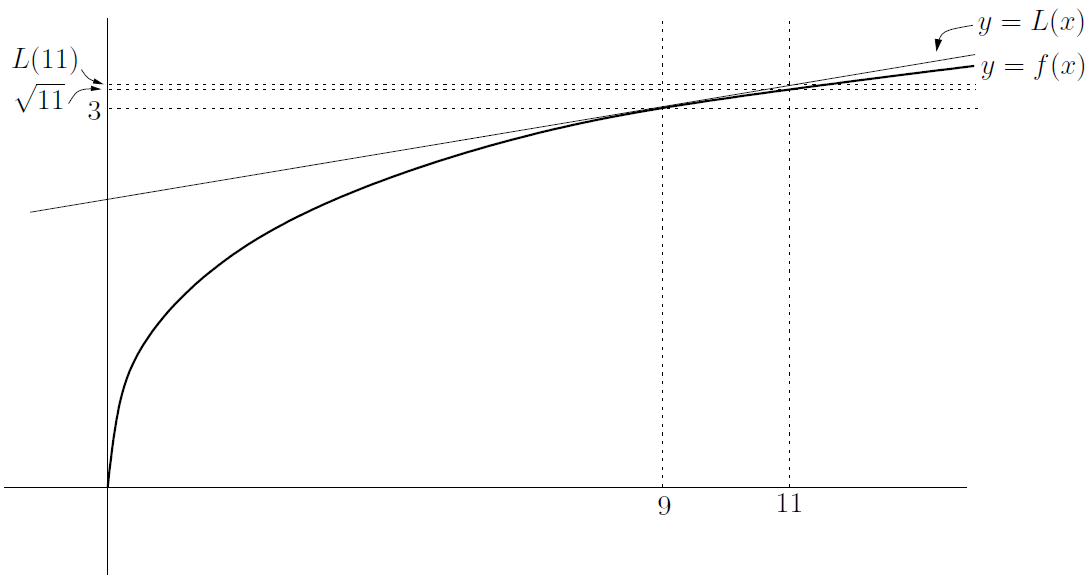 y = L(x)
L(11)
y = f(x)
√11
3
9
11